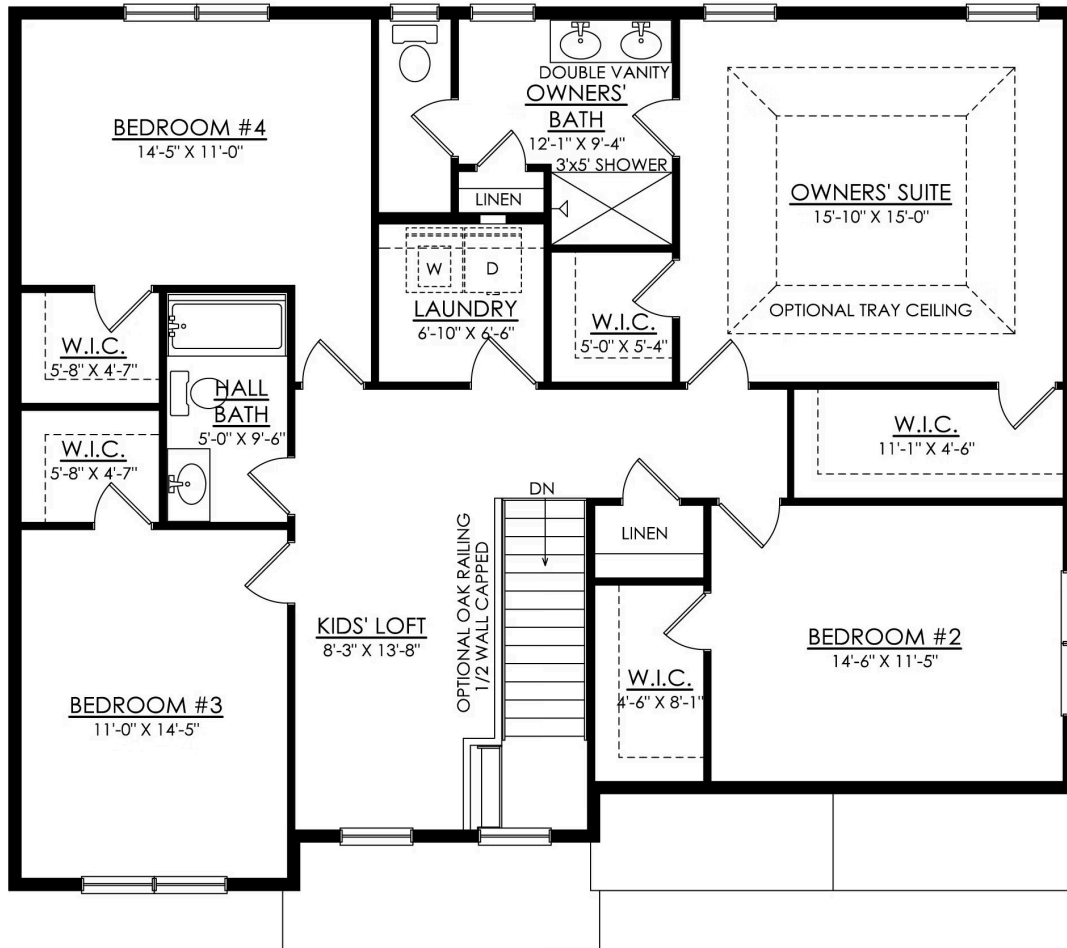 DOUBLE VANITY
OWNERS'
BATH
12'-1" X 9'-4"
3'x5' SHOWER
BEDROOM #4
14'-5" X 11'-0"
LINEN
OWNERS' SUITE
15'-10" X 15'-0"
OPTIONAL TRAY CEILING
W
D
LAUNDRY
6'-10" X 6'-6"
W.I.C.
5'-0" X 5'-4"
W.I.C.
5'-8" X 4'-7"
HALL
BATH
5'-0" X 9'-6"
W.I.C.
5'-8" X 4'-7"
W.I.C.
11'-1" X 4'-6"
DN
LINEN
OPTIONAL OAK RAILING
1/2 WALL CAPPED
KIDS' LOFT
8'-3" X 13'-8"
BEDROOM #2
14'-6" X 11'-5"
W.I.C.
4'-6" X 8'-1"
BEDROOM #3
11'-0" X 14'-5"